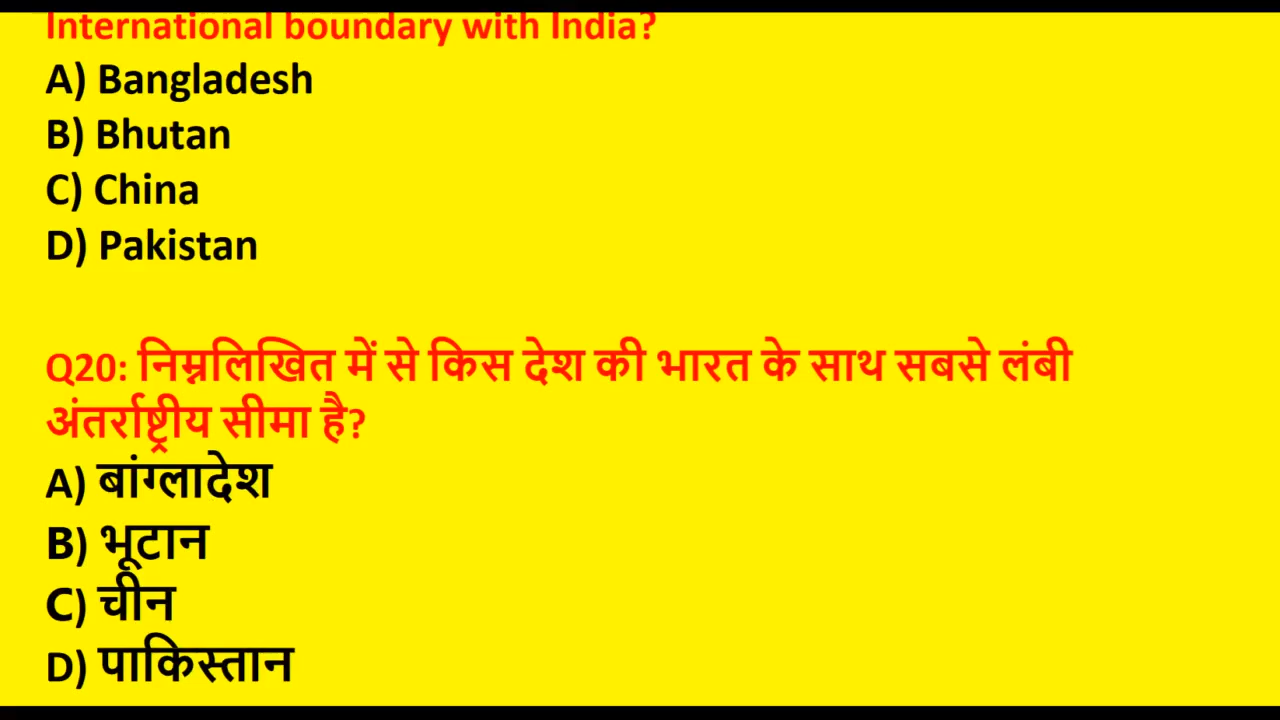 International boundary with India?
A) Bangladesh
B) Bhutan
C) China
D) Pakistan
Q20: निम्नलिखित में से किस देश की भारत के साथ सबसे लंबी
अंतर्राष्ट्रीय सीमा है?
A) बांग्लादेश
B) भूटान
C) चीन
D) पाकिस्तान